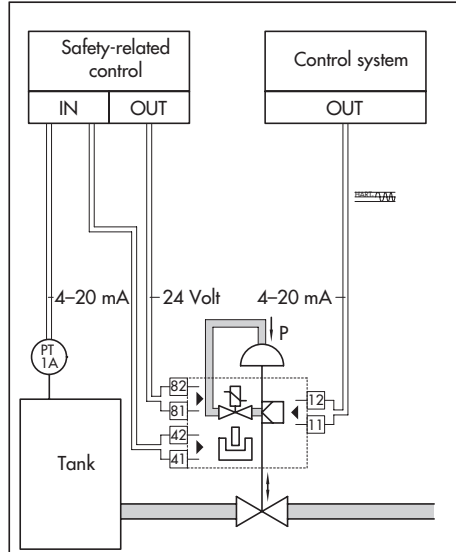 Safety-related
control
Control system
IN
OUT
OUT
HART
4–20 mA
24 Volt
4–20 mA
PT
1A
P
82
81
42
41
12
11
Tank